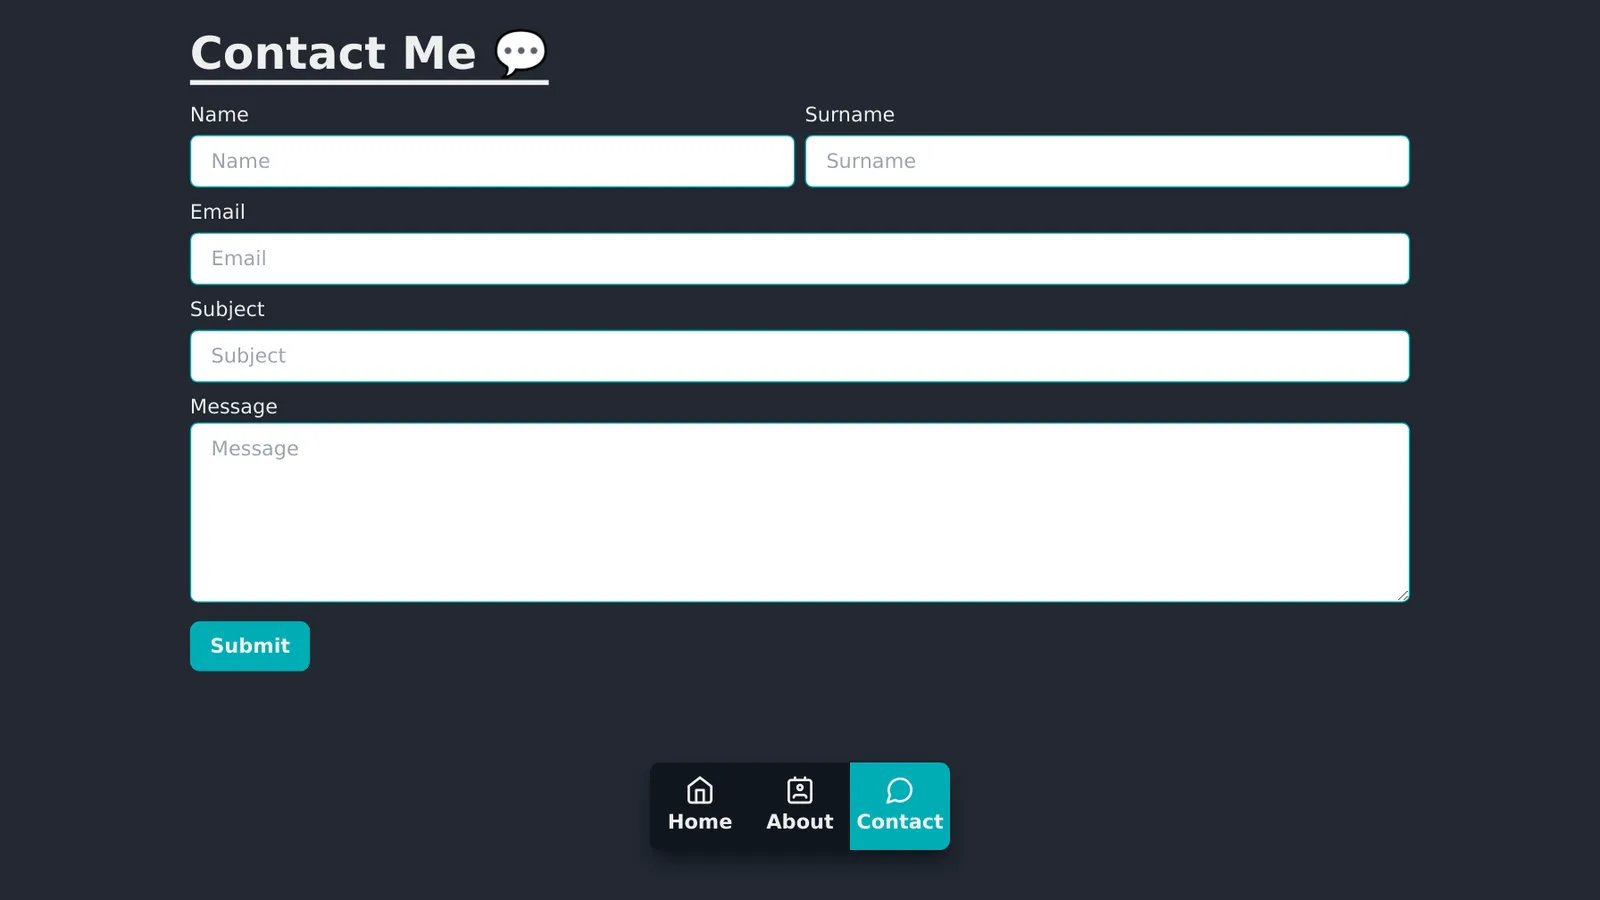 Contact Me 💬
Name
Surname
Name
Surname
Email
Email
Subject
Subject
Message
Message
Submit
Home
About
Contact